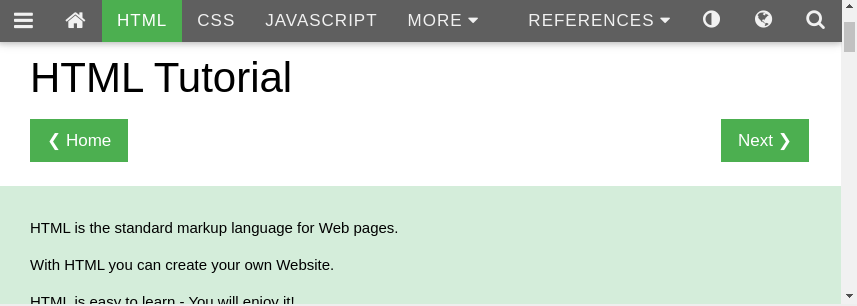 HTML CSS JAVASCRIPT MORE REFERENCES
HTML Tutorial
❮ Home Next ❯
HTML is the standard markup language for Web pages.
With HTML you can create your own Website.
HTML is easy to learn - You will enjoy it!